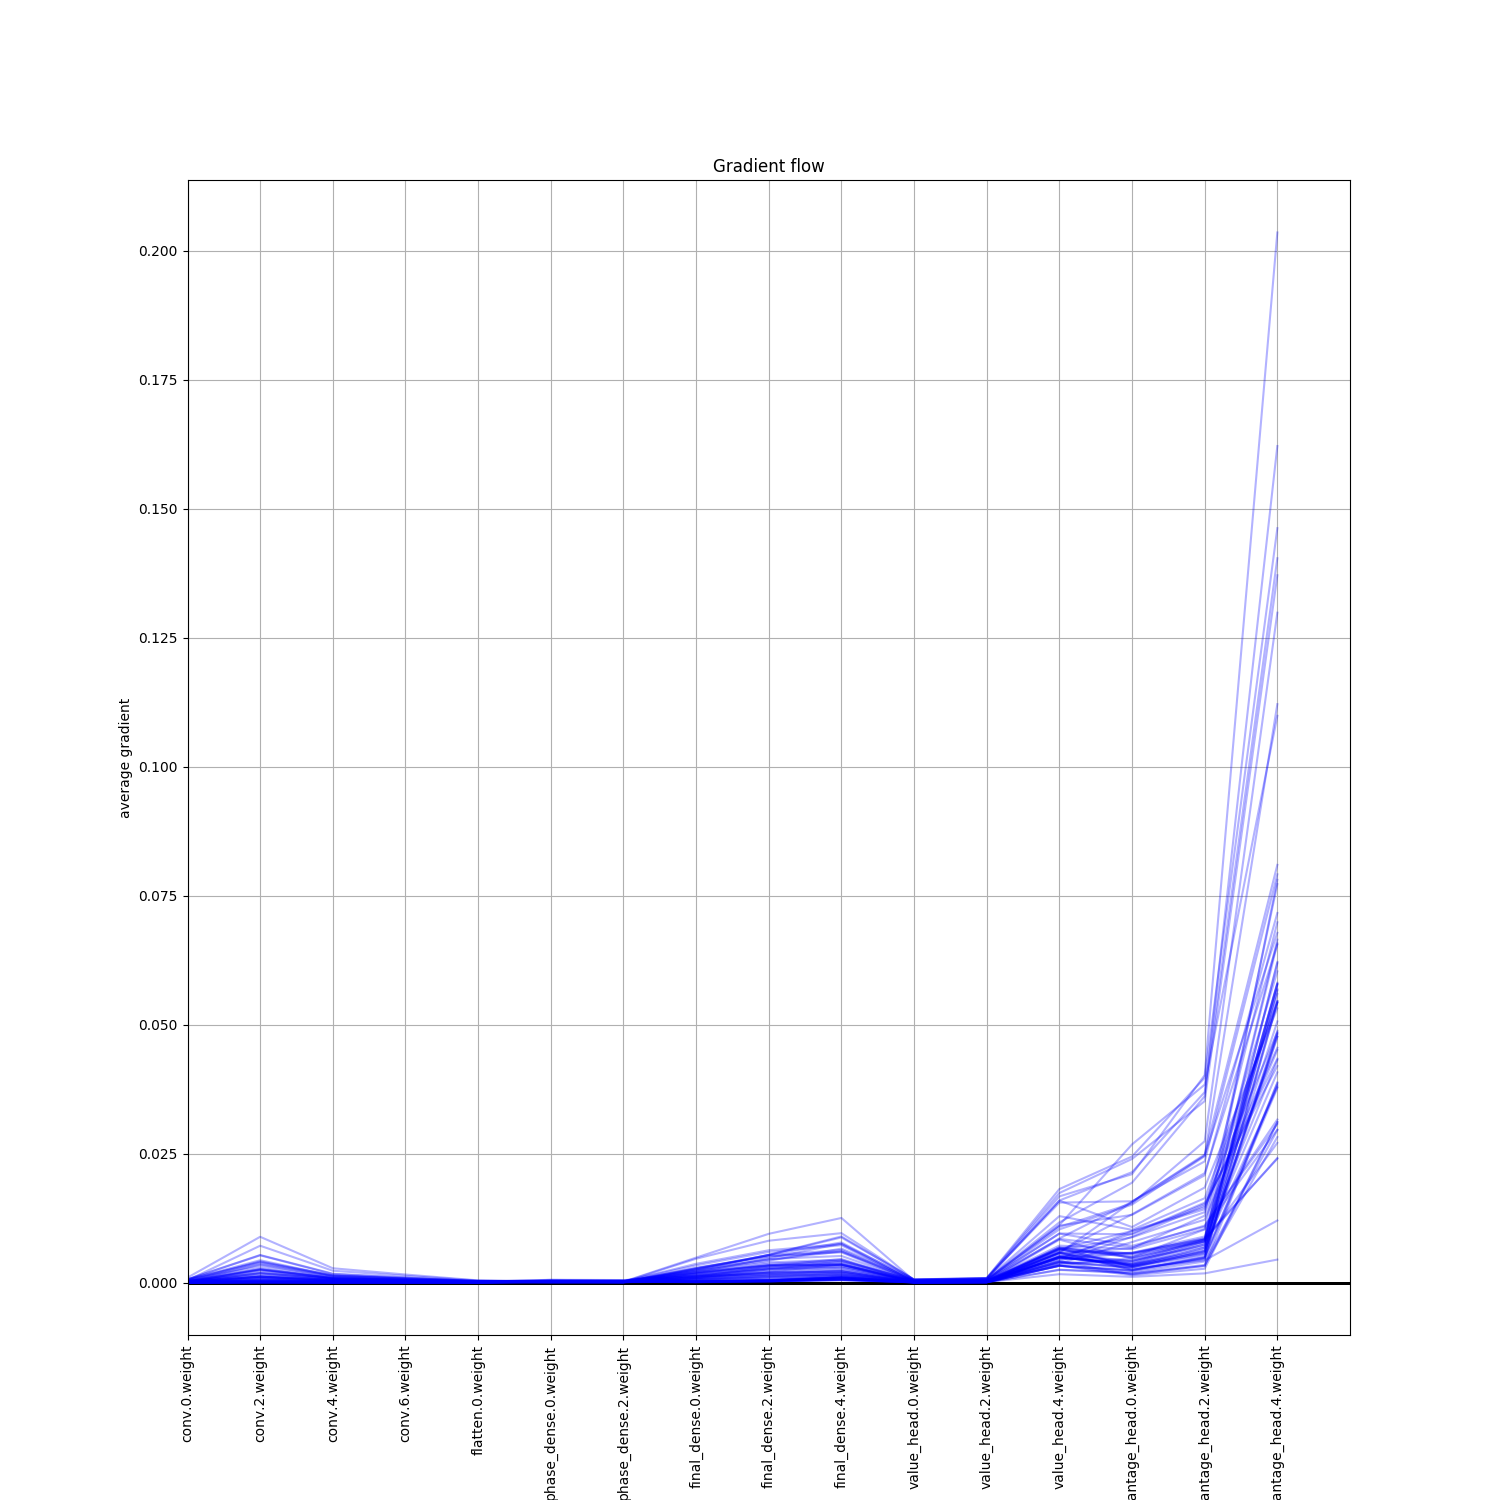 Gradient flow
0.200
0.175
0.150
0.125
0.100
0.075
0.050
0.025
0.000
average gradient
conv.0.weight
conv.2.weight
conv.4.weight
conv.6.weight
flatten.0.weight
phase_dense.0.weight
phase_dense.2.weight
final_dense.0.weight
final_dense.2.weight
final_dense.4.weight
value_head.0.weight
value_head.2.weight
value_head.4.weight
antage_head.0.weight
antage_head.2.weight
antage_head.4.weight